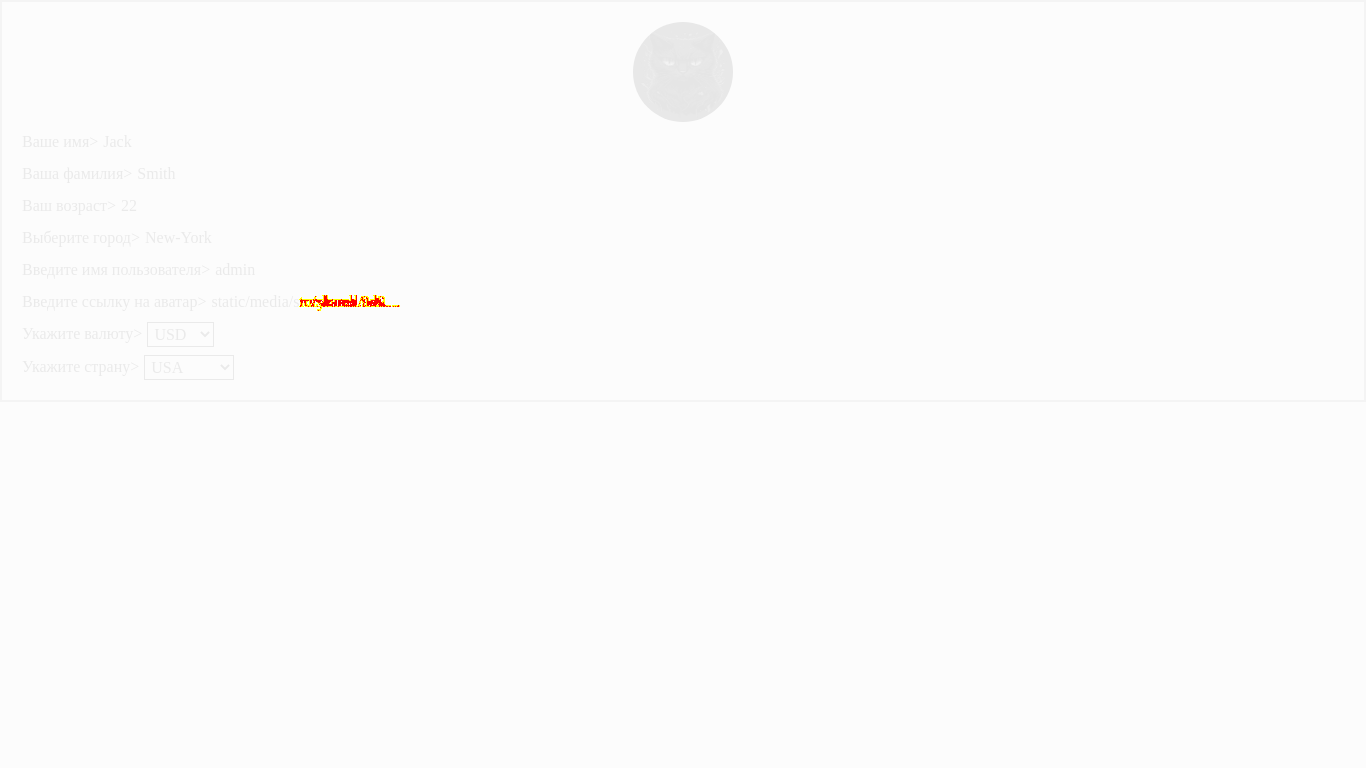 Ваше имя> Jack
Ваша фамилия> Smith
Ваш возраст> 22
Выберите город> New-York
Введите имя пользователя> admin
Введите ссылку на аватар> static/media/
Укажите валюту> USD
Укажите страну> USA